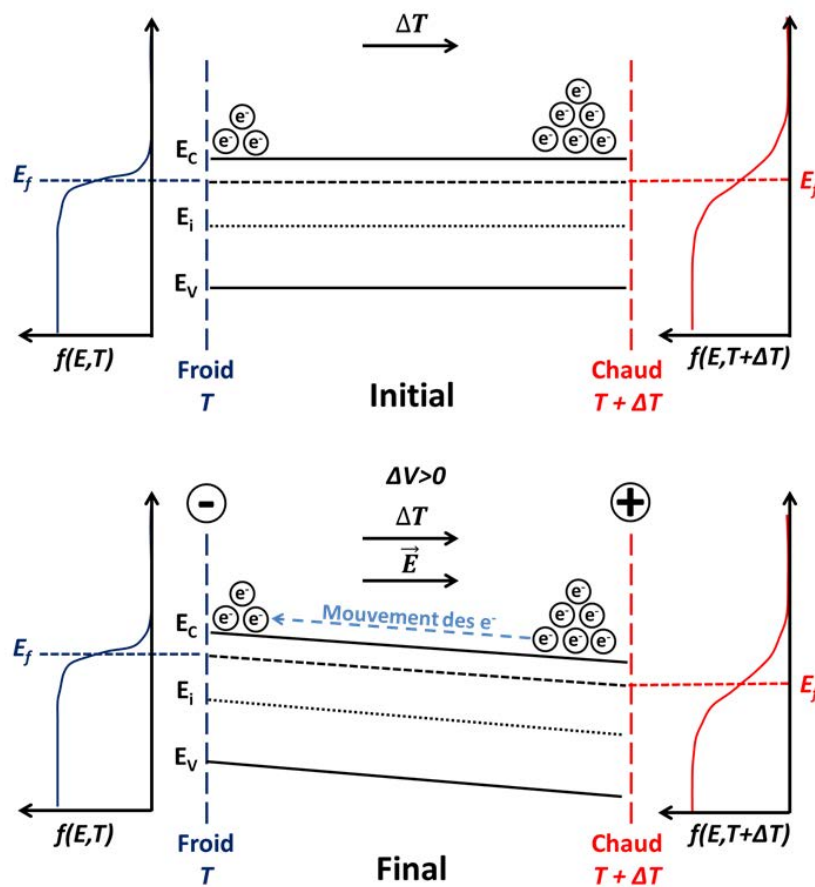 ΔT
e⁻ e⁻
e⁻ e⁻ e⁻ e⁻
e⁻ e⁻ e⁻ e⁻ e⁻
E_C
E_f E_f
E_i
E_V
f(E,T) f(E,T+ΔT)
Froid Chaud
T Initial T + ΔT
ΔV>0
- +
ΔT
E⃗
e⁻ e⁻
e⁻ e⁻ Mouvement des e⁻ e⁻ e⁻
E_C e⁻ e⁻ e⁻
E_f
E_f
E_i
E_V
f(E,T) f(E,T+ΔT)
Froid Chaud
T Final T + ΔT